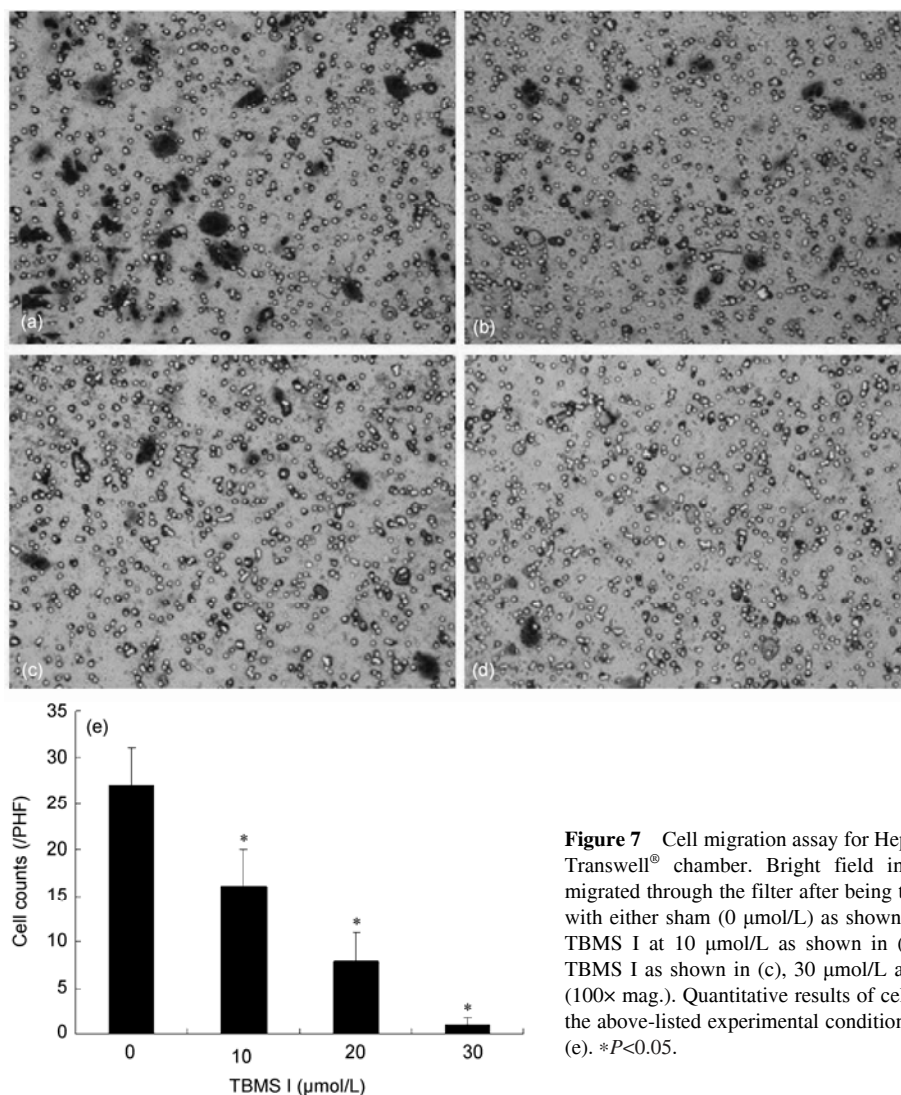 (a)
(b)
(c)
(d)
(e)
35
30
25
20
15
10
5
0
Cell counts (/PHF)
*
*
*
0 10 20 30
TBMS I (μmol/L)
Figure 7 Cell migration assay for Hep
Transwell® chamber. Bright field in
migrated through the filter after being t
with either sham (0 μmol/L) as shown
TBMS I at 10 μmol/L as shown in (
TBMS I as shown in (c), 30 μmol/L a
(100× mag.). Quantitative results of cel
the above-listed experimental condition
(e). *P<0.05.